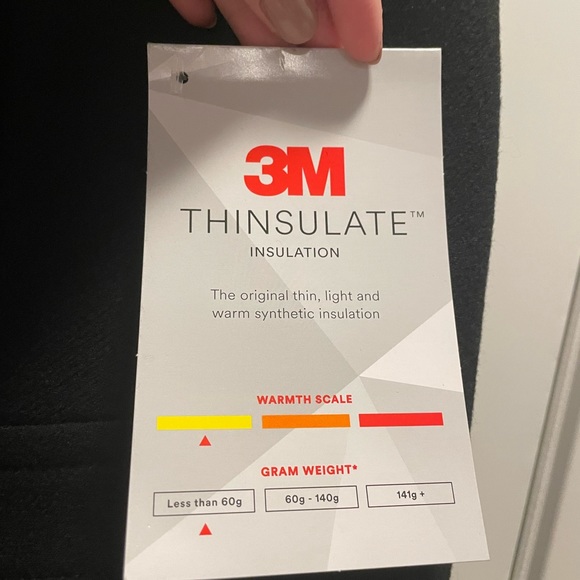 3M
THINSULATE™
INSULATION
The original thin, light and
warm synthetic insulation
WARMTH SCALE
GRAM WEIGHT*
Less than 60g 60g - 140g 141g +